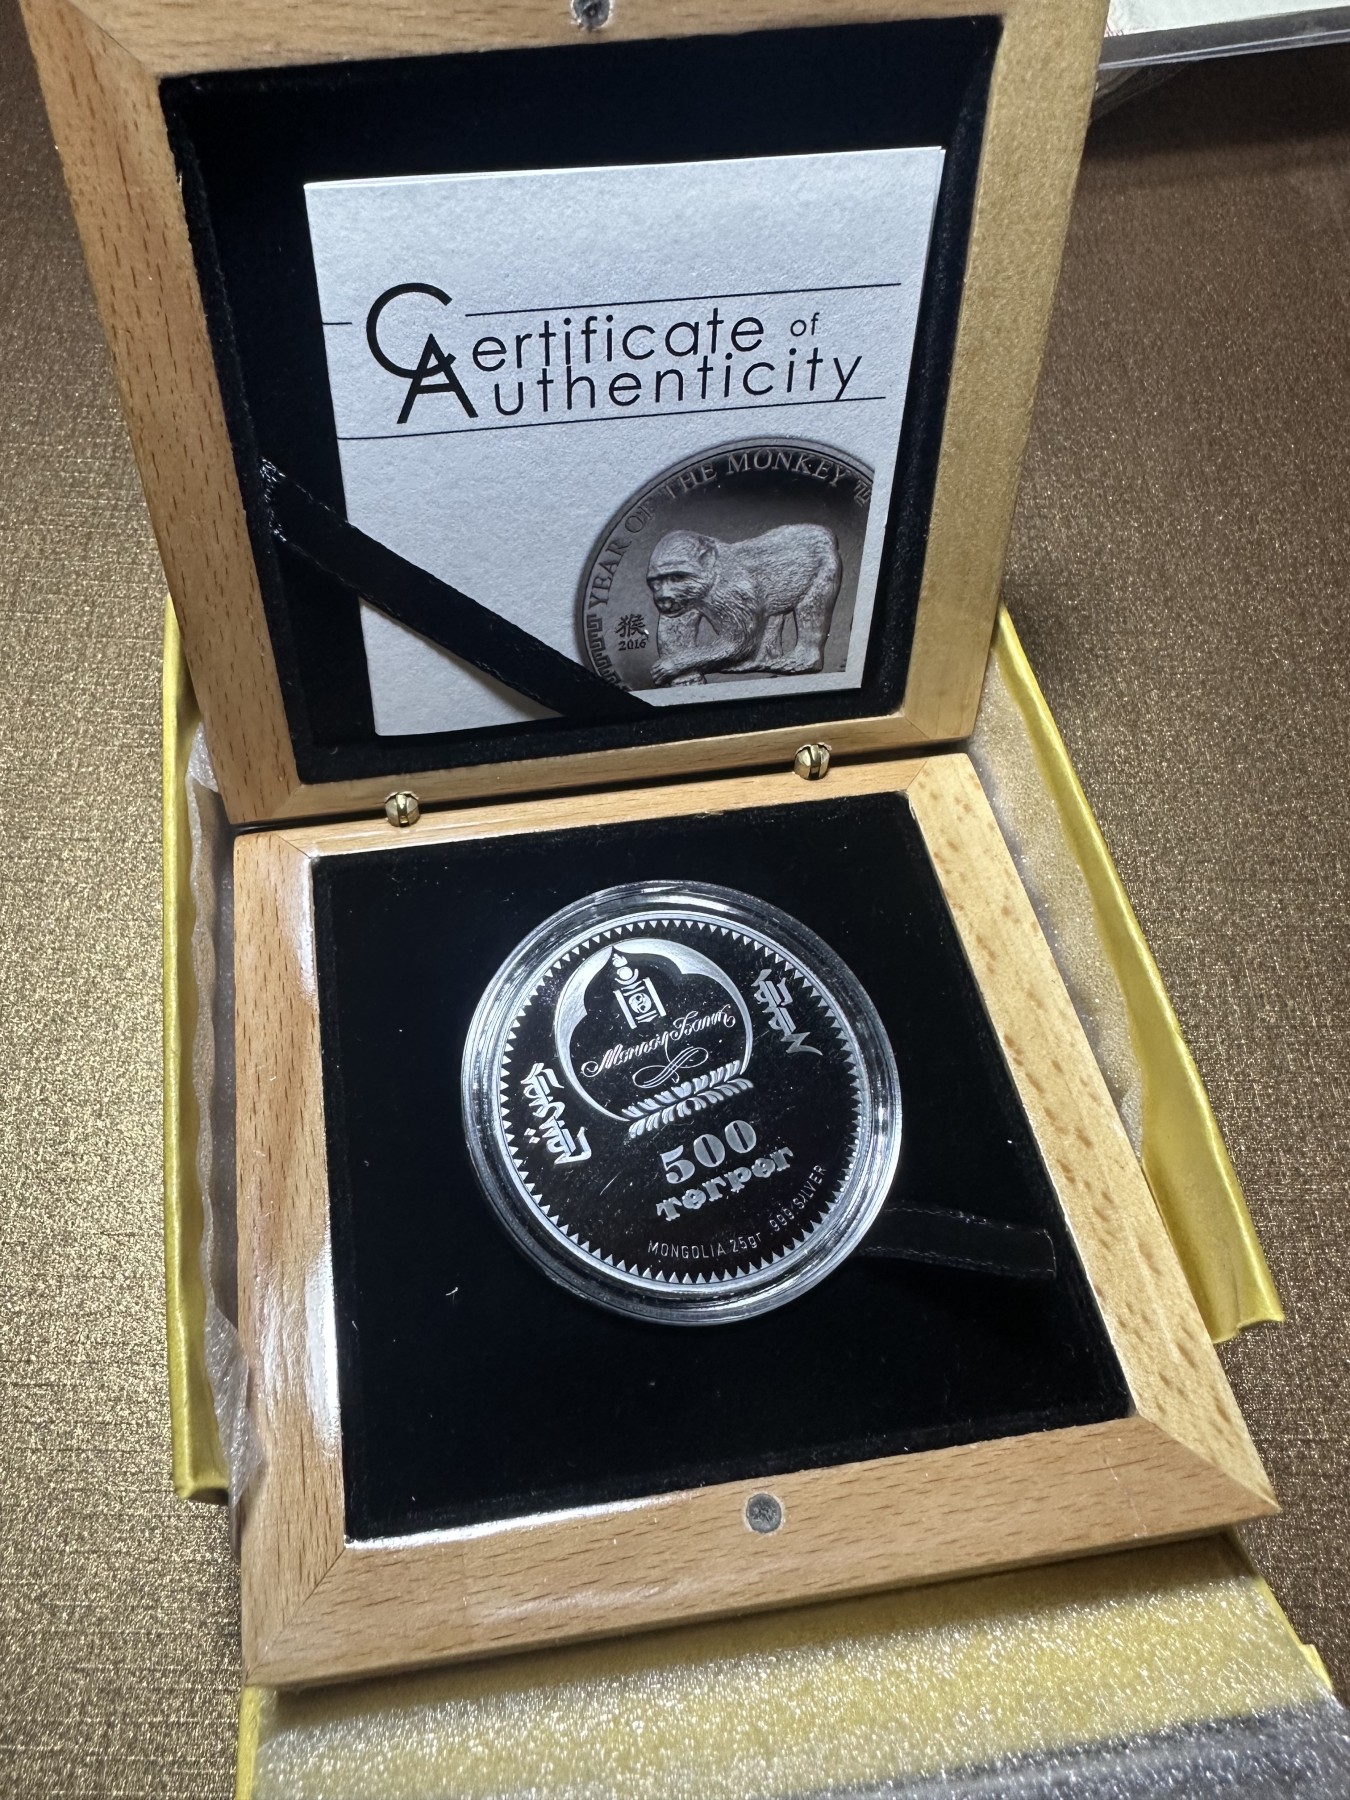 Certificate of
Authenticity
YEAR OF THE MONKEY
猴
2016
Монгол Банк
500
төгрөг
MONGOLIA 25gr .999 SILVER